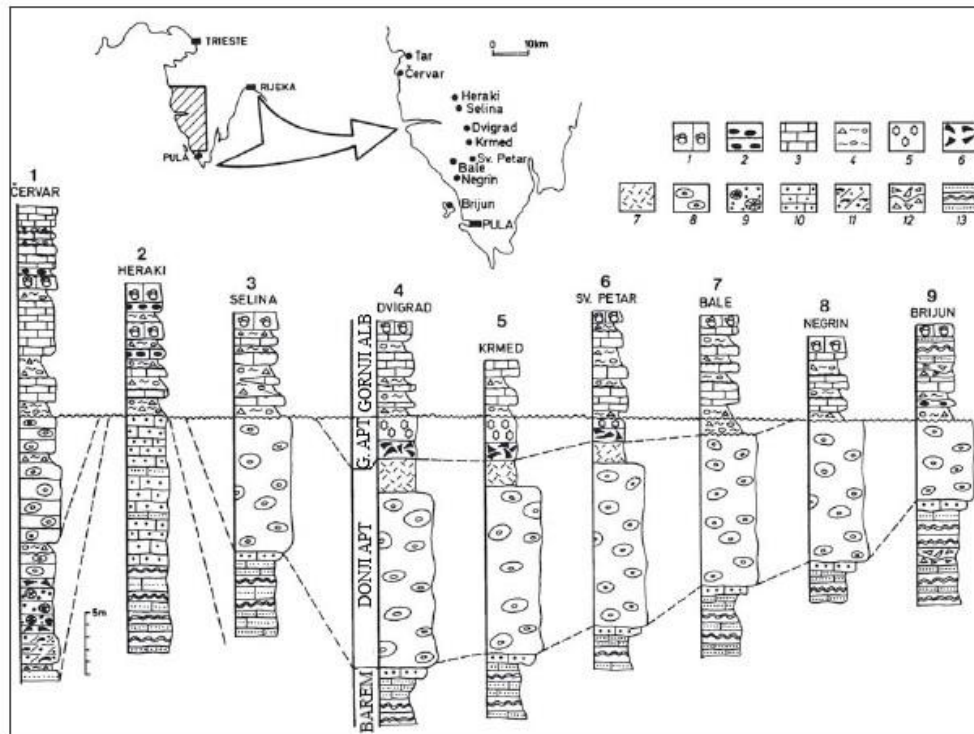 TRIESTE
RIJEKA
PULA
0 10km
Tar
Červar
Heraki
Selina
Dvigrad
Krmed
Sv. Petar
Bale
Negrin
Brijun
PULA
1 2 3 4 5 6
7 8 9 10 11 12 13
1
ČERVAR
2
HERAKI
3
SELINA
4
DVIGRAD
5
KRMED
6
SV. PETAR
7
BALE
8
NEGRIN
9
BRIJUN
GORNJI ALB
G. APT
DONJI APT
BAREM
5m